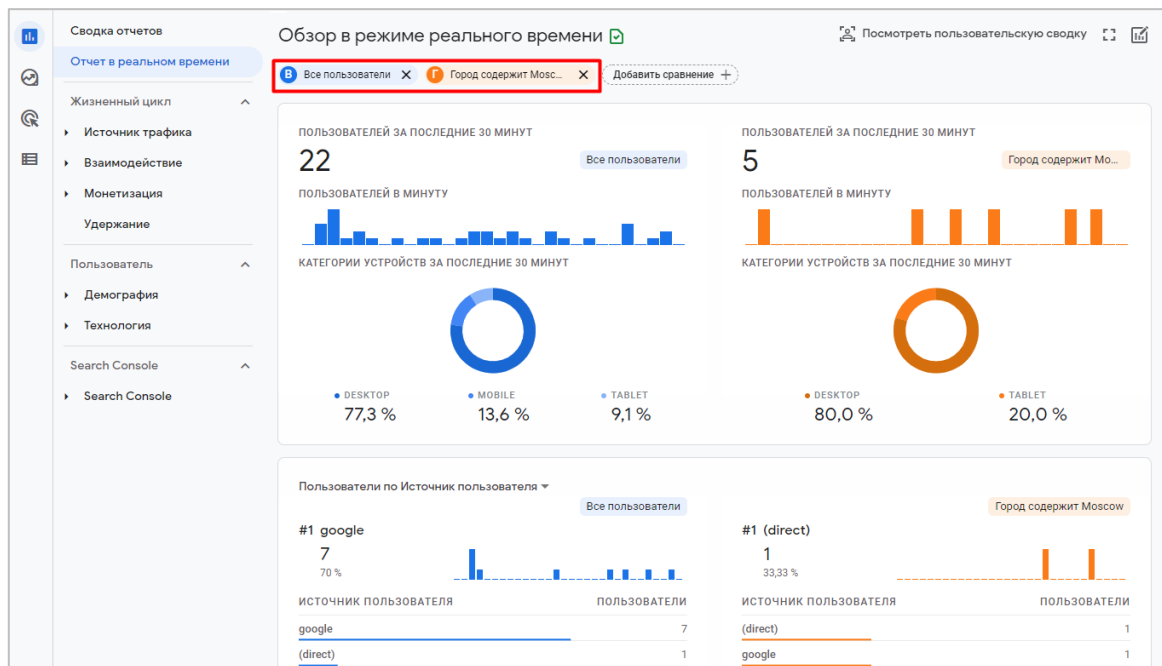 Сводка отчетов
Отчет в реальном времени
Жизненный цикл
Источник трафика
Взаимодействие
Монетизация
Удержание
Пользователь
Демография
Технология
Search Console
Search Console
Обзор в режиме реального времени
Посмотреть пользовательскую сводку
В Все пользователи Г Город содержит Mosc... Добавить сравнение
ПОЛЬЗОВАТЕЛЕЙ ЗА ПОСЛЕДНИЕ 30 МИНУТ
22
Все пользователи
ПОЛЬЗОВАТЕЛЕЙ В МИНУТУ
КАТЕГОРИИ УСТРОЙСТВ ЗА ПОСЛЕДНИЕ 30 МИНУТ
DESKTOP MOBILE TABLET
77,3 % 13,6 % 9,1 %
ПОЛЬЗОВАТЕЛЕЙ ЗА ПОСЛЕДНИЕ 30 МИНУТ
5
Город содержит Mo...
ПОЛЬЗОВАТЕЛЕЙ В МИНУТУ
КАТЕГОРИИ УСТРОЙСТВ ЗА ПОСЛЕДНИЕ 30 МИНУТ
DESKTOP TABLET
80,0 % 20,0 %
Пользователи по Источник пользователя
Все пользователи
#1 google
7
70 %
ИСТОЧНИК ПОЛЬЗОВАТЕЛЯ ПОЛЬЗОВАТЕЛИ
google 7
(direct) 1
Город содержит Moscow
#1 (direct)
1
33,33 %
ИСТОЧНИК ПОЛЬЗОВАТЕЛЯ ПОЛЬЗОВАТЕЛИ
(direct) 1
google 1